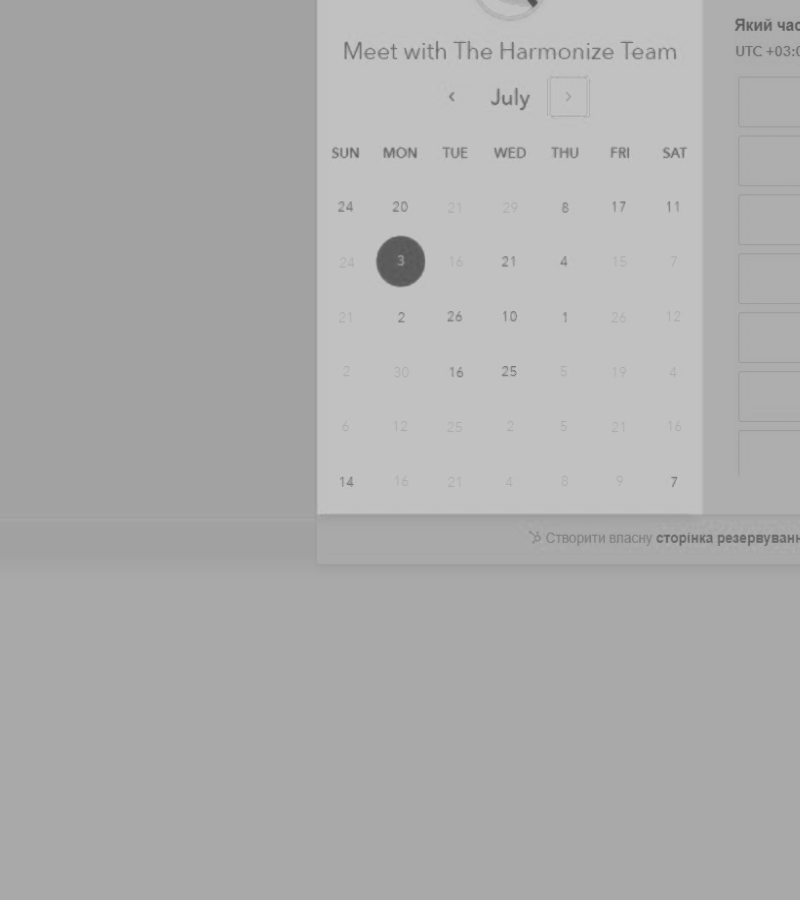 Meet with The Harmonize Team
July
SUN MON TUE WED THU FRI SAT
24 20 21 29 8 17 11
24 3 16 21 4 15 7
21 2 26 10 1 26 12
2 30 16 25 5 19 4
6 12 25 2 5 21 16
14 16 21 4 8 9 7
Який час
UTC +03:0
Створити власну сторінка резервуван